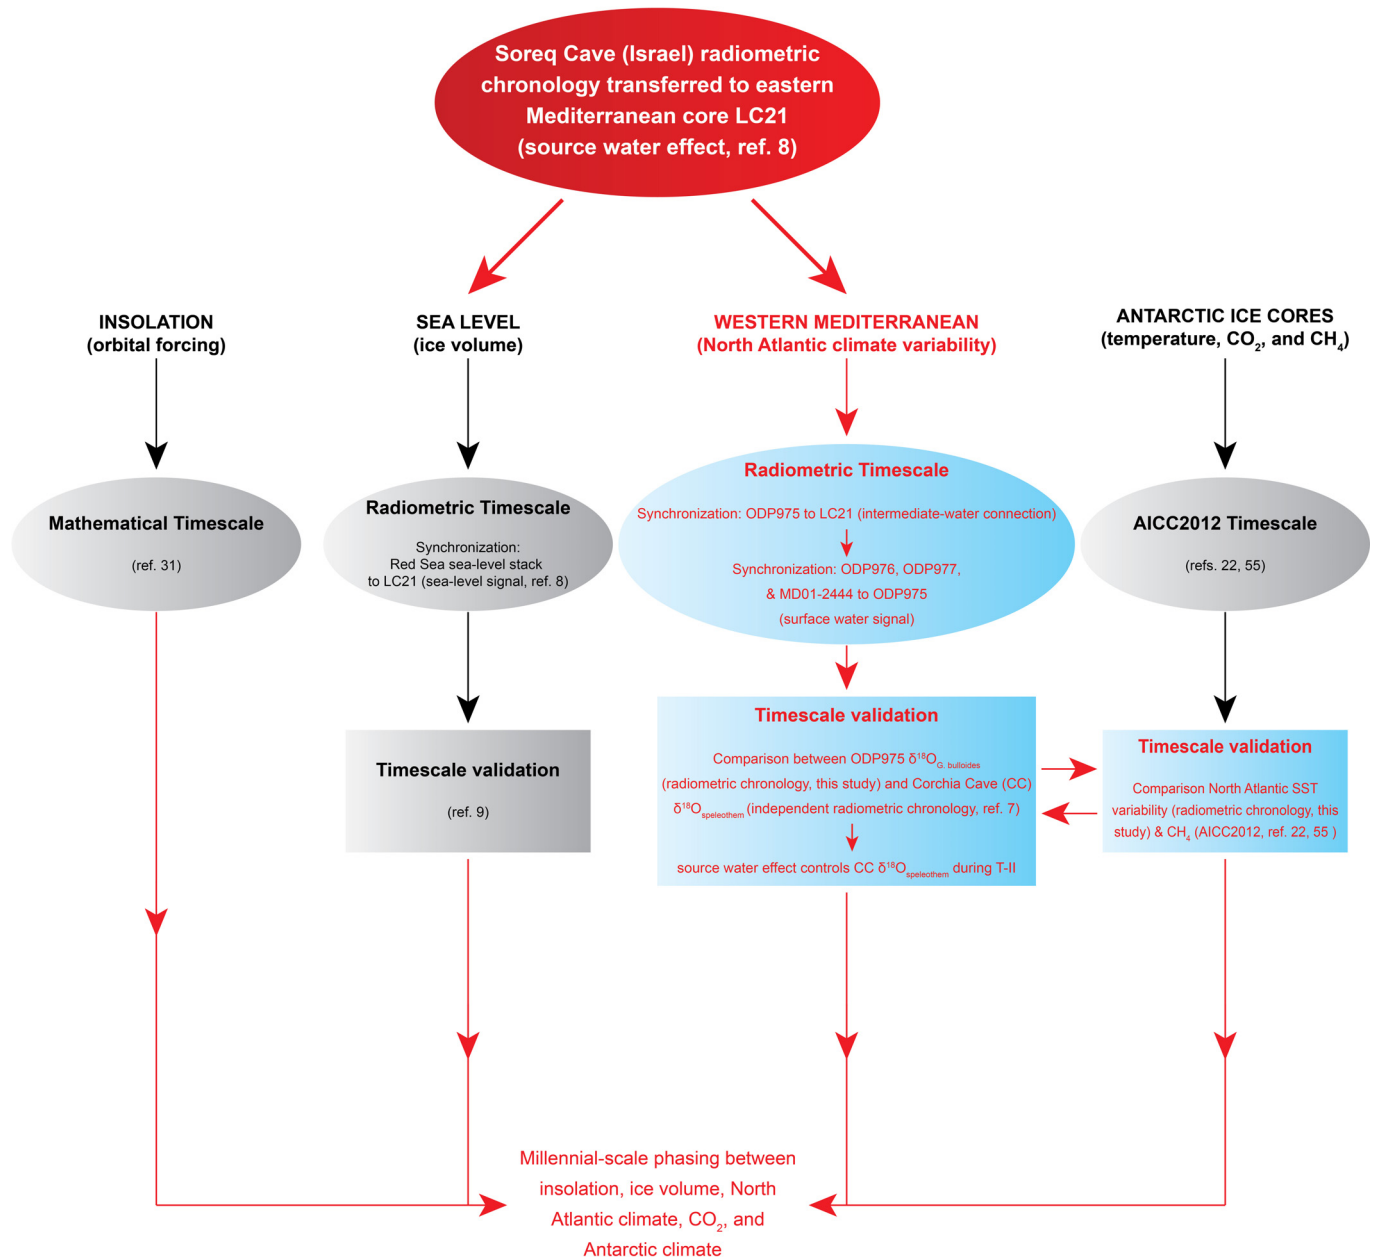 Soreq Cave (Israel) radiometric
chronology transferred to eastern
Mediterranean core LC21
(source water effect, ref. 8)
INSOLATION
(orbital forcing)
SEA LEVEL
(ice volume)
WESTERN MEDITERRANEAN
(North Atlantic climate variability)
ANTARCTIC ICE CORES
(temperature, CO₂, and CH₄)
Mathematical Timescale
(ref. 31)
Radiometric Timescale
Synchronization:
Red Sea sea-level stack
to LC21 (sea-level signal, ref. 8)
Radiometric Timescale
Synchronization: ODP975 to LC21 (intermediate-water connection)
Synchronization: ODP976, ODP977,
& MD01-2444 to ODP975
(surface water signal)
AICC2012 Timescale
(refs. 22, 55)
Timescale validation
(ref. 9)
Timescale validation
Comparison between ODP975 δ¹⁸O G. bulloides
(radiometric chronology, this study) and Corchia Cave (CC)
δ¹⁸O speleothem (independent radiometric chronology, ref. 7)
source water effect controls CC δ¹⁸O speleothem during T-II
Timescale validation
Comparison North Atlantic SST
variability (radiometric chronology, this
study) & CH₄ (AICC2012, ref. 22, 55 )
Millennial-scale phasing between
insolation, ice volume, North
Atlantic climate, CO₂, and
Antarctic climate